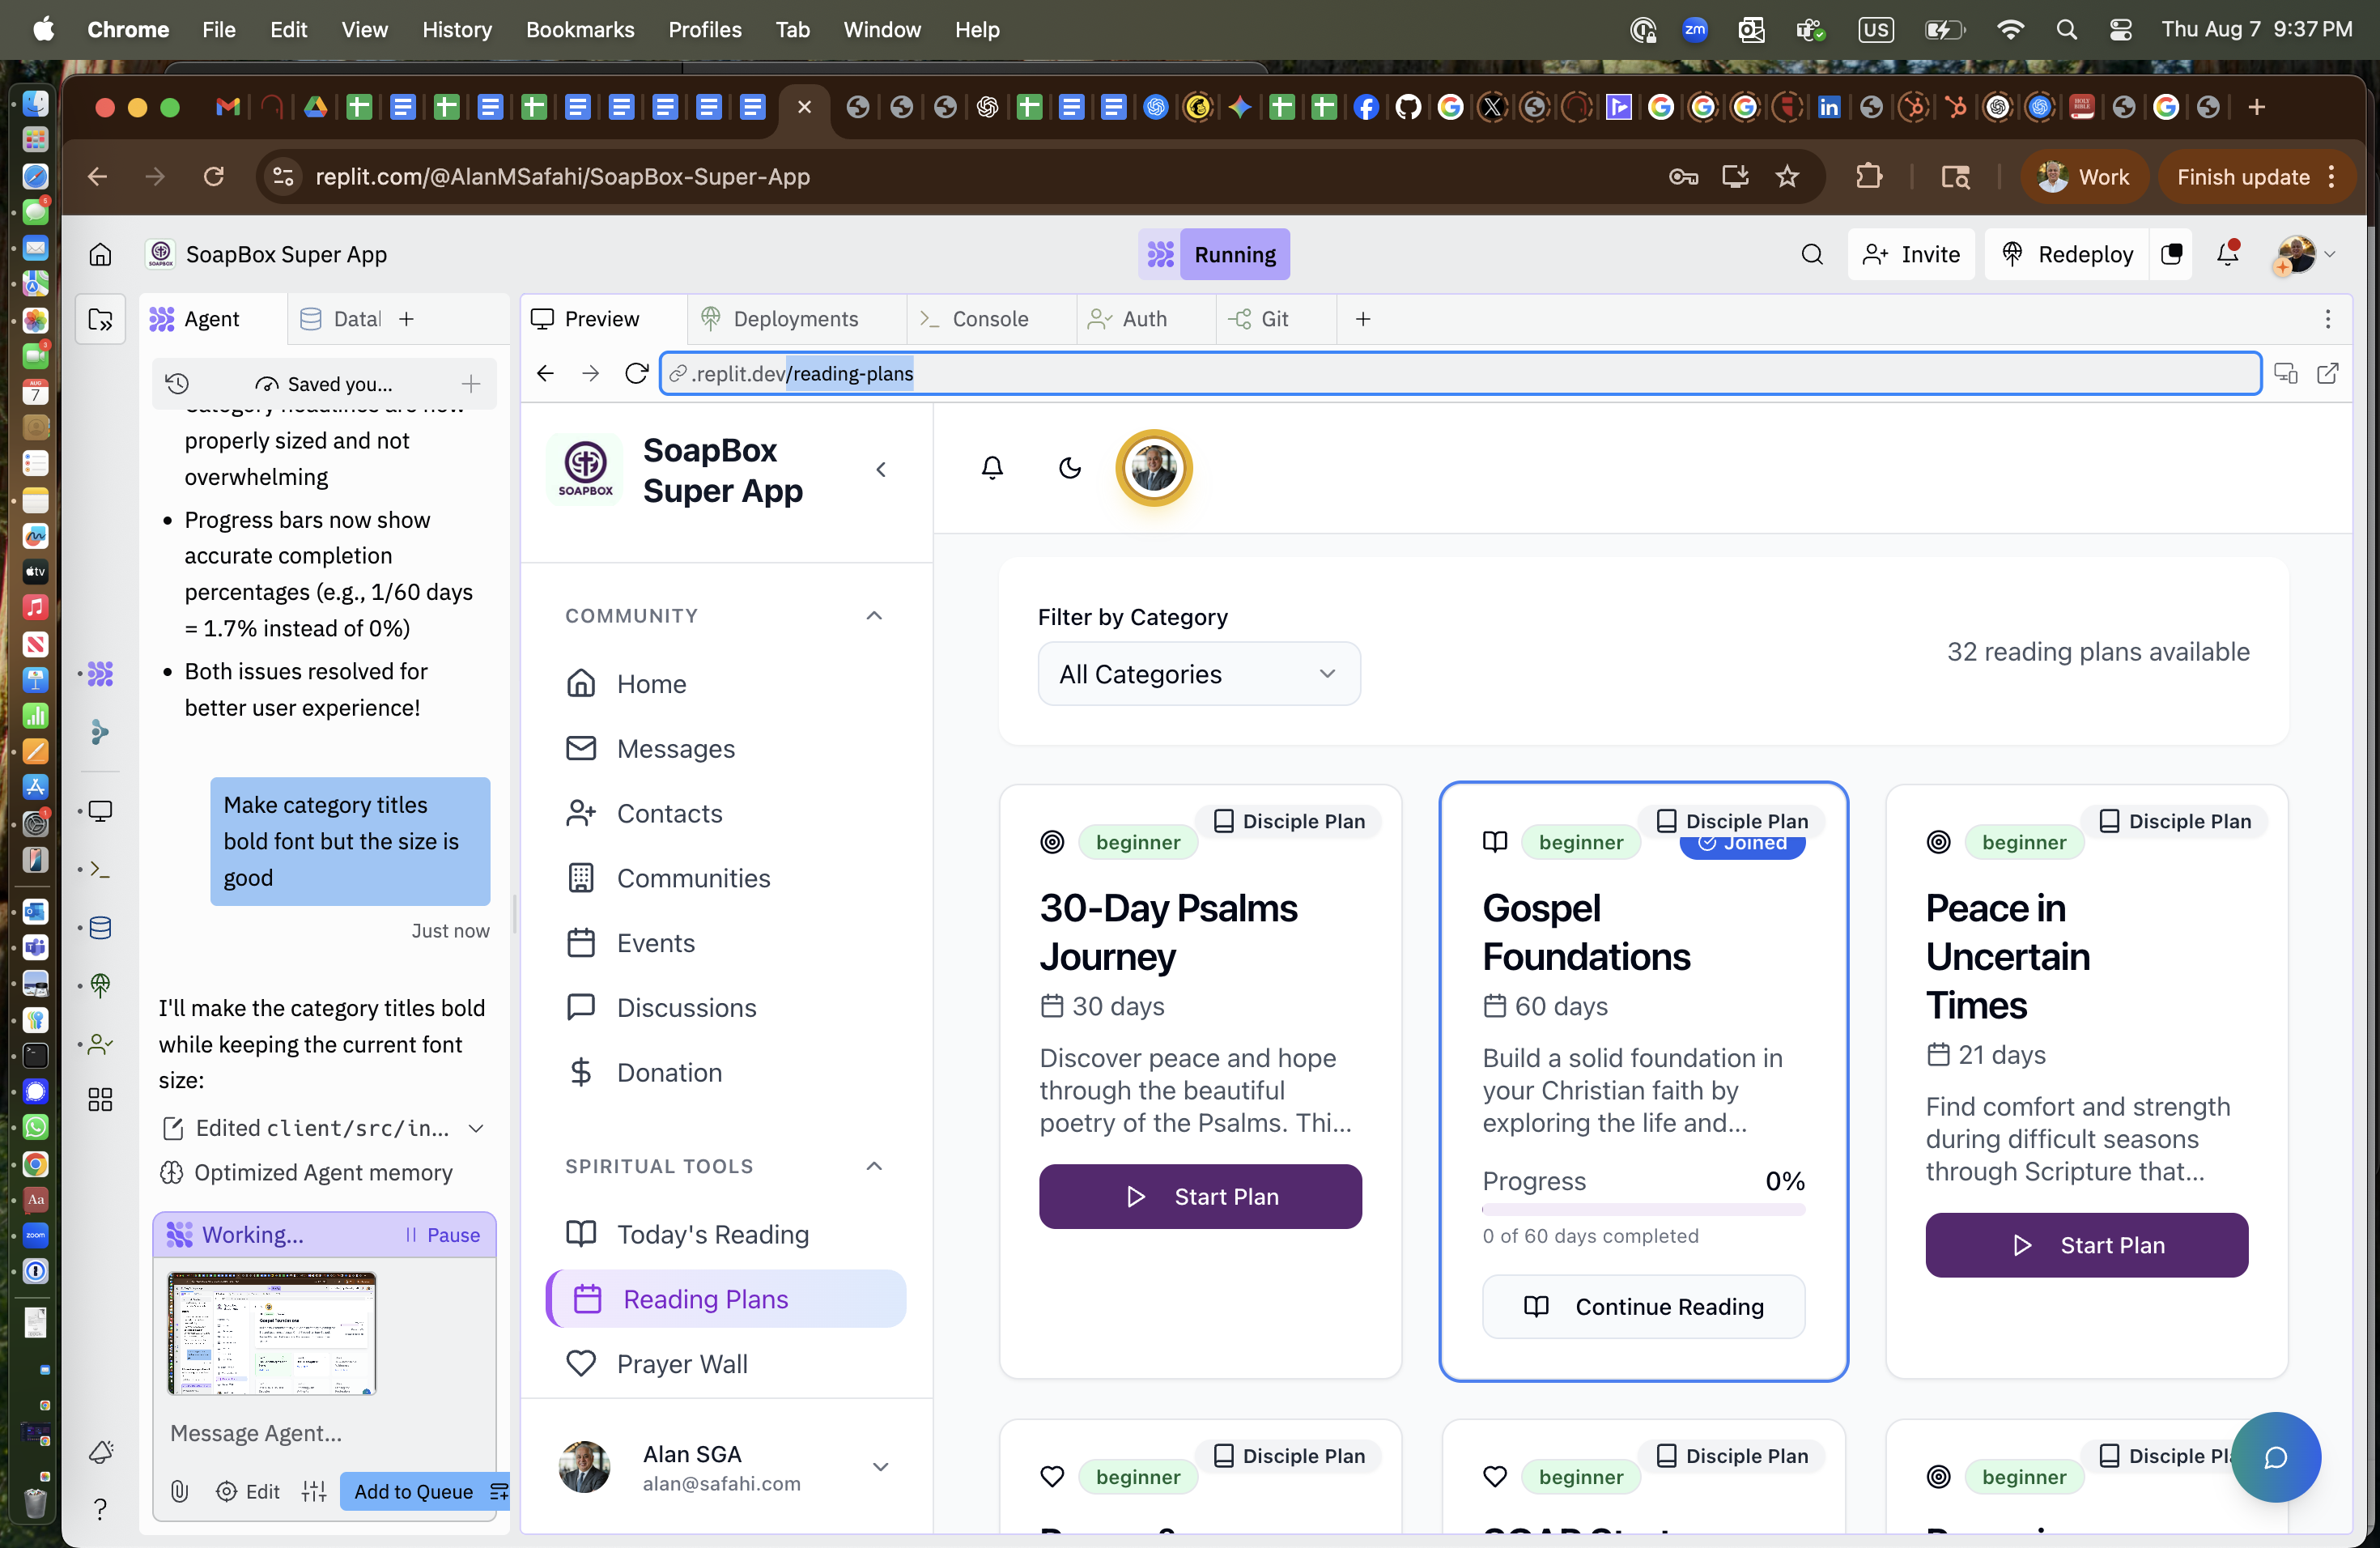 Chrome File Edit View History Bookmarks Profiles Tab Window Help
zm
US
Thu Aug 7 9:37 PM
replit.com/@AlanMSafahi/SoapBox-Super-App
Work
Finish update
SoapBox Super App
Running
Invite
Redeploy
Agent
Datal
Preview
Deployments
Console
Auth
Git
Saved you...
.replit.dev/reading-plans
Category headlines are now
properly sized and not
overwhelming
• Progress bars now show
accurate completion
percentages (e.g., 1/60 days
= 1.7% instead of 0%)
• Both issues resolved for
better user experience!
Make category titles
bold font but the size is
good
Just now
I'll make the category titles bold
while keeping the current font
size:
Edited client/src/in...
Optimized Agent memory
Working...
Pause
Message Agent...
Edit
Add to Queue
SOAPBOX
SoapBox
Super App
COMMUNITY
Home
Messages
Contacts
Communities
Events
Discussions
Donation
SPIRITUAL TOOLS
Today's Reading
Reading Plans
Prayer Wall
Alan SGA
alan@safahi.com
Filter by Category
All Categories
32 reading plans available
beginner
Disciple Plan
30-Day Psalms
Journey
30 days
Discover peace and hope
through the beautiful
poetry of the Psalms. Thi...
Start Plan
beginner
Disciple Plan
Joined
Gospel
Foundations
60 days
Build a solid foundation in
your Christian faith by
exploring the life and...
Progress
0%
0 of 60 days completed
Continue Reading
beginner
Disciple Plan
Peace in
Uncertain
Times
21 days
Find comfort and strength
during difficult seasons
through Scripture that...
Start Plan
beginner
Disciple Plan
beginner
Disciple Plan
beginner
Disciple Pl